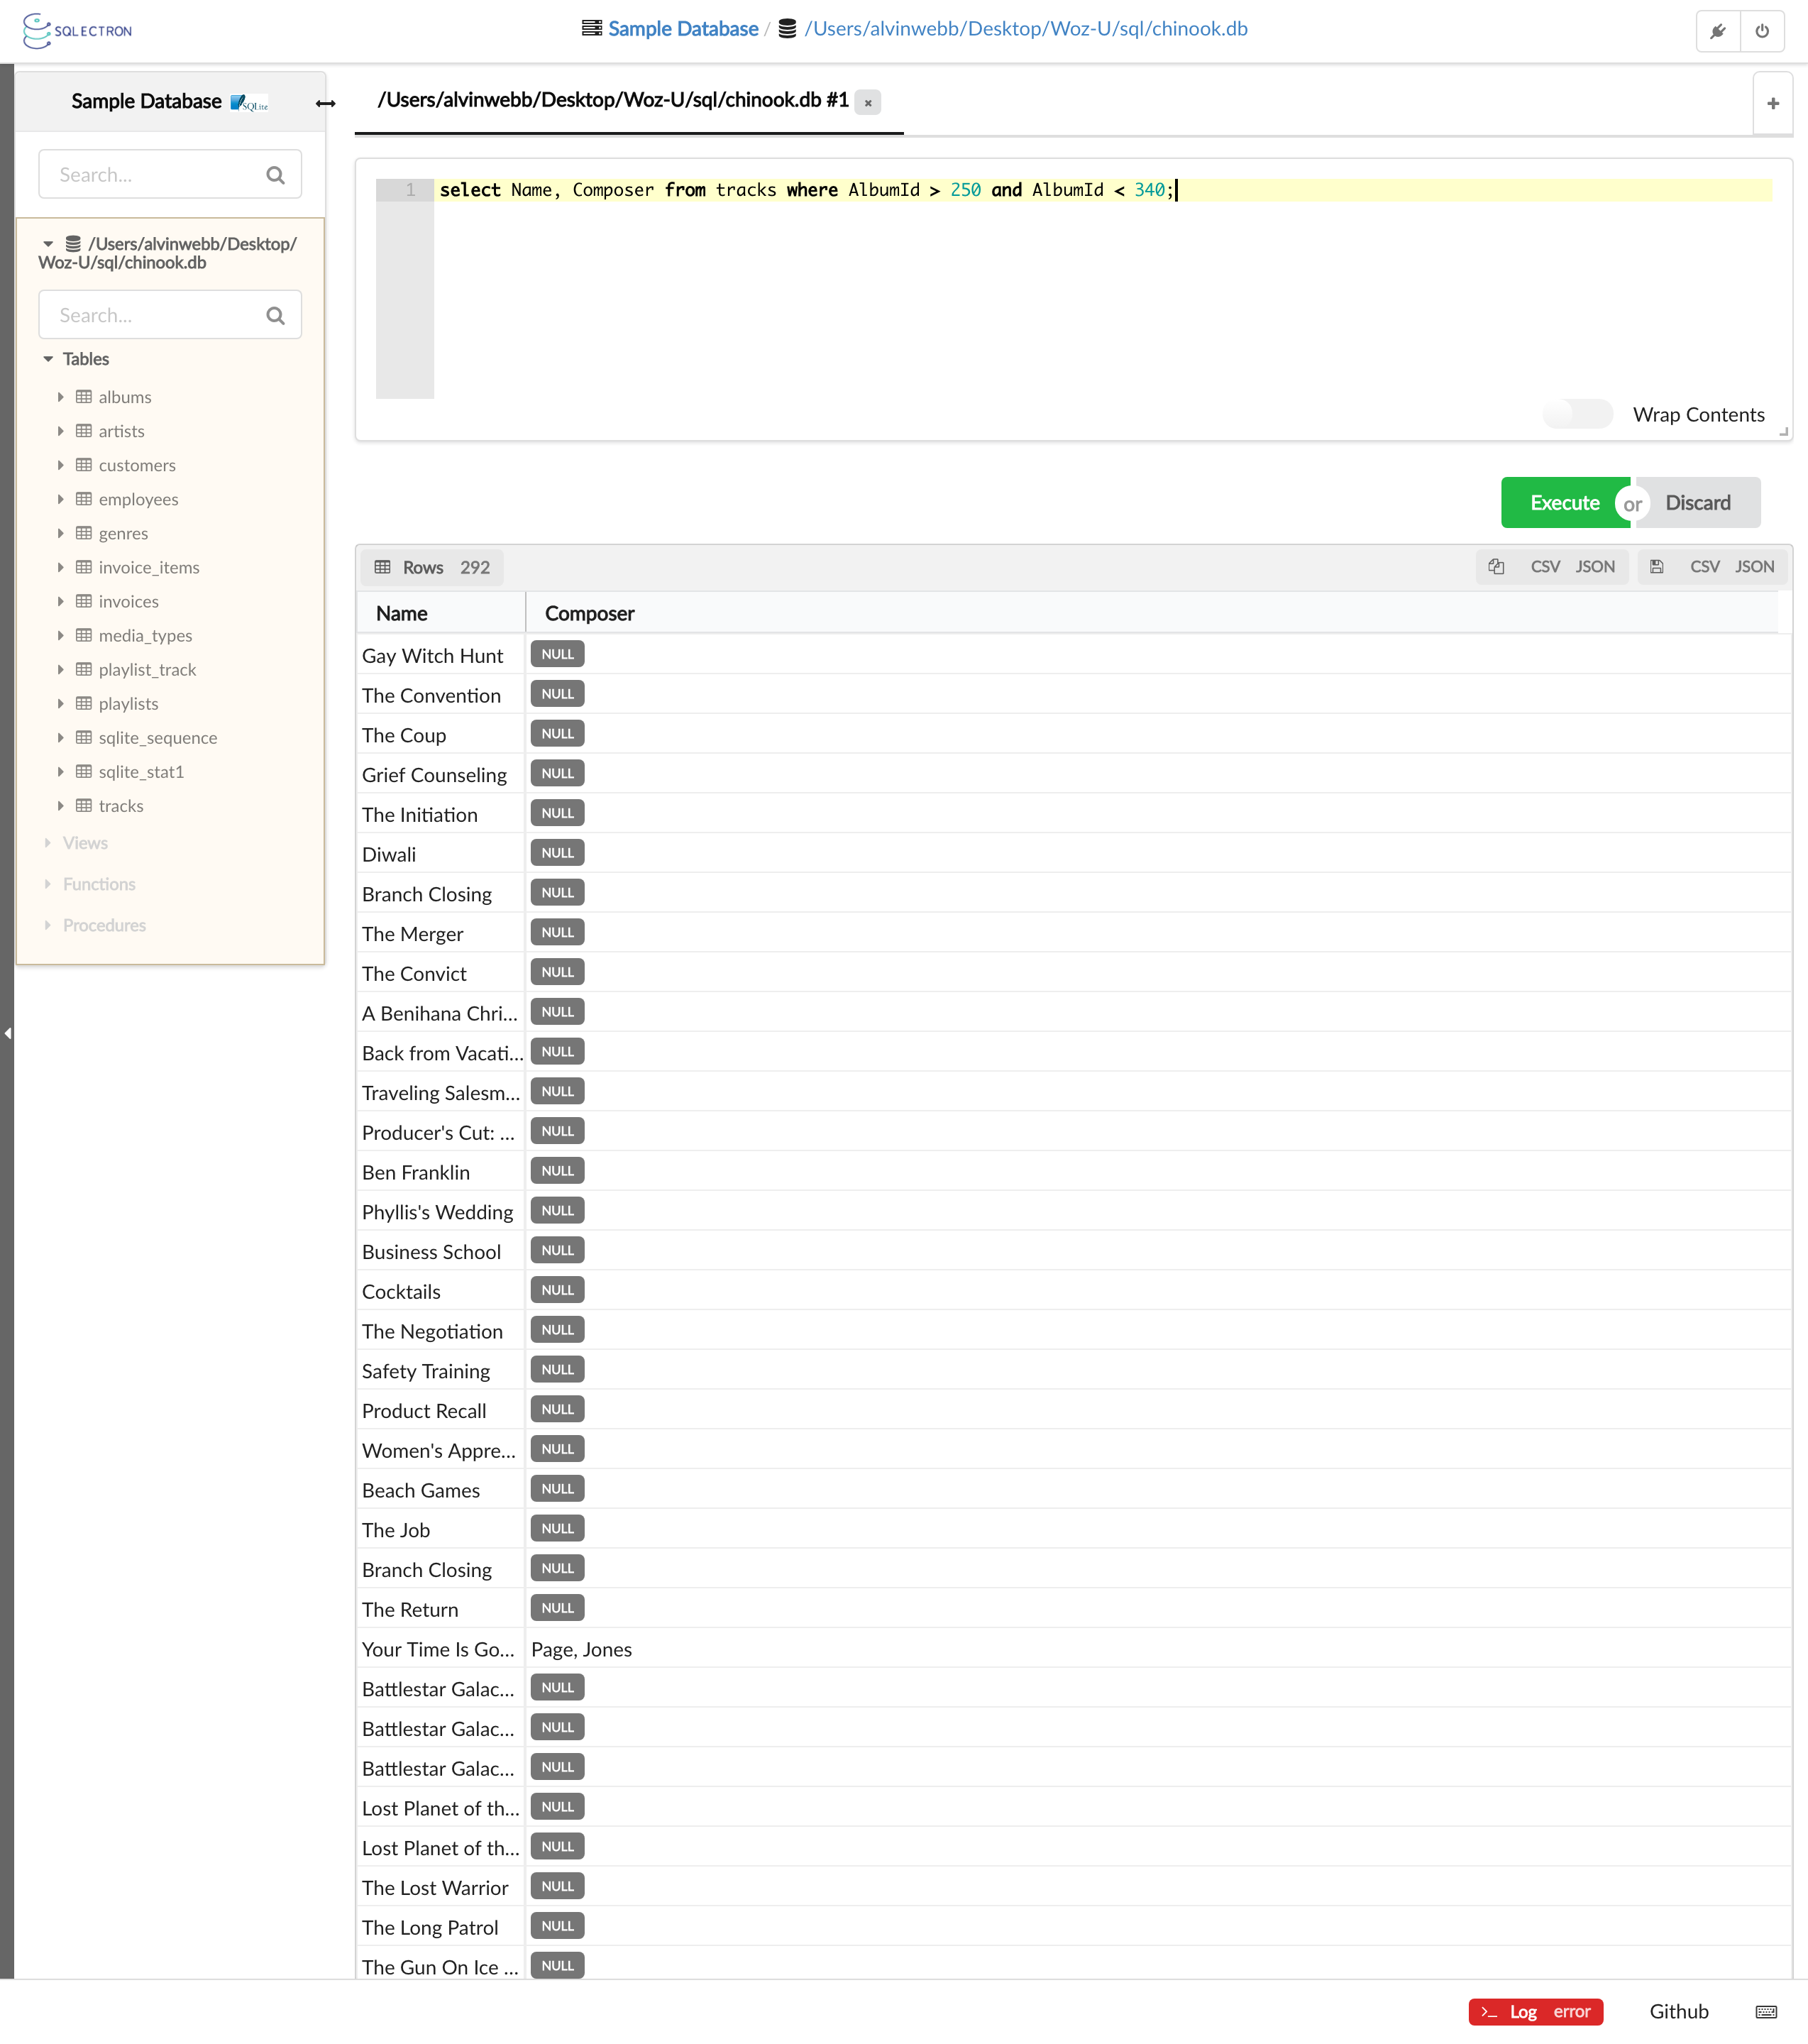 SQLECTRON
Sample Database / /Users/alvinwebb/Desktop/Woz-U/sql/chinook.db
Sample Database SQLite
Search...
/Users/alvinwebb/Desktop/
Woz-U/sql/chinook.db
Search...
Tables
albums
artists
customers
employees
genres
invoice_items
invoices
media_types
playlist_track
playlists
sqlite_sequence
sqlite_stat1
tracks
Views
Functions
Procedures
/Users/alvinwebb/Desktop/Woz-U/sql/chinook.db #1
1 select Name, Composer from tracks where AlbumId > 250 and AlbumId < 340;
Wrap Contents
Execute or Discard
Rows 292 CSV JSON CSV JSON
Name Composer
Gay Witch Hunt NULL
The Convention NULL
The Coup NULL
Grief Counseling NULL
The Initiation NULL
Diwali NULL
Branch Closing NULL
The Merger NULL
The Convict NULL
A Benihana Chri... NULL
Back from Vacati... NULL
Traveling Salesm... NULL
Producer's Cut: ... NULL
Ben Franklin NULL
Phyllis's Wedding NULL
Business School NULL
Cocktails NULL
The Negotiation NULL
Safety Training NULL
Product Recall NULL
Women's Appre... NULL
Beach Games NULL
The Job NULL
Branch Closing NULL
The Return NULL
Your Time Is Go... Page, Jones
Battlestar Galac... NULL
Battlestar Galac... NULL
Battlestar Galac... NULL
Lost Planet of th... NULL
Lost Planet of th... NULL
The Lost Warrior NULL
The Long Patrol NULL
The Gun On Ice ... NULL
>_ Log error Github